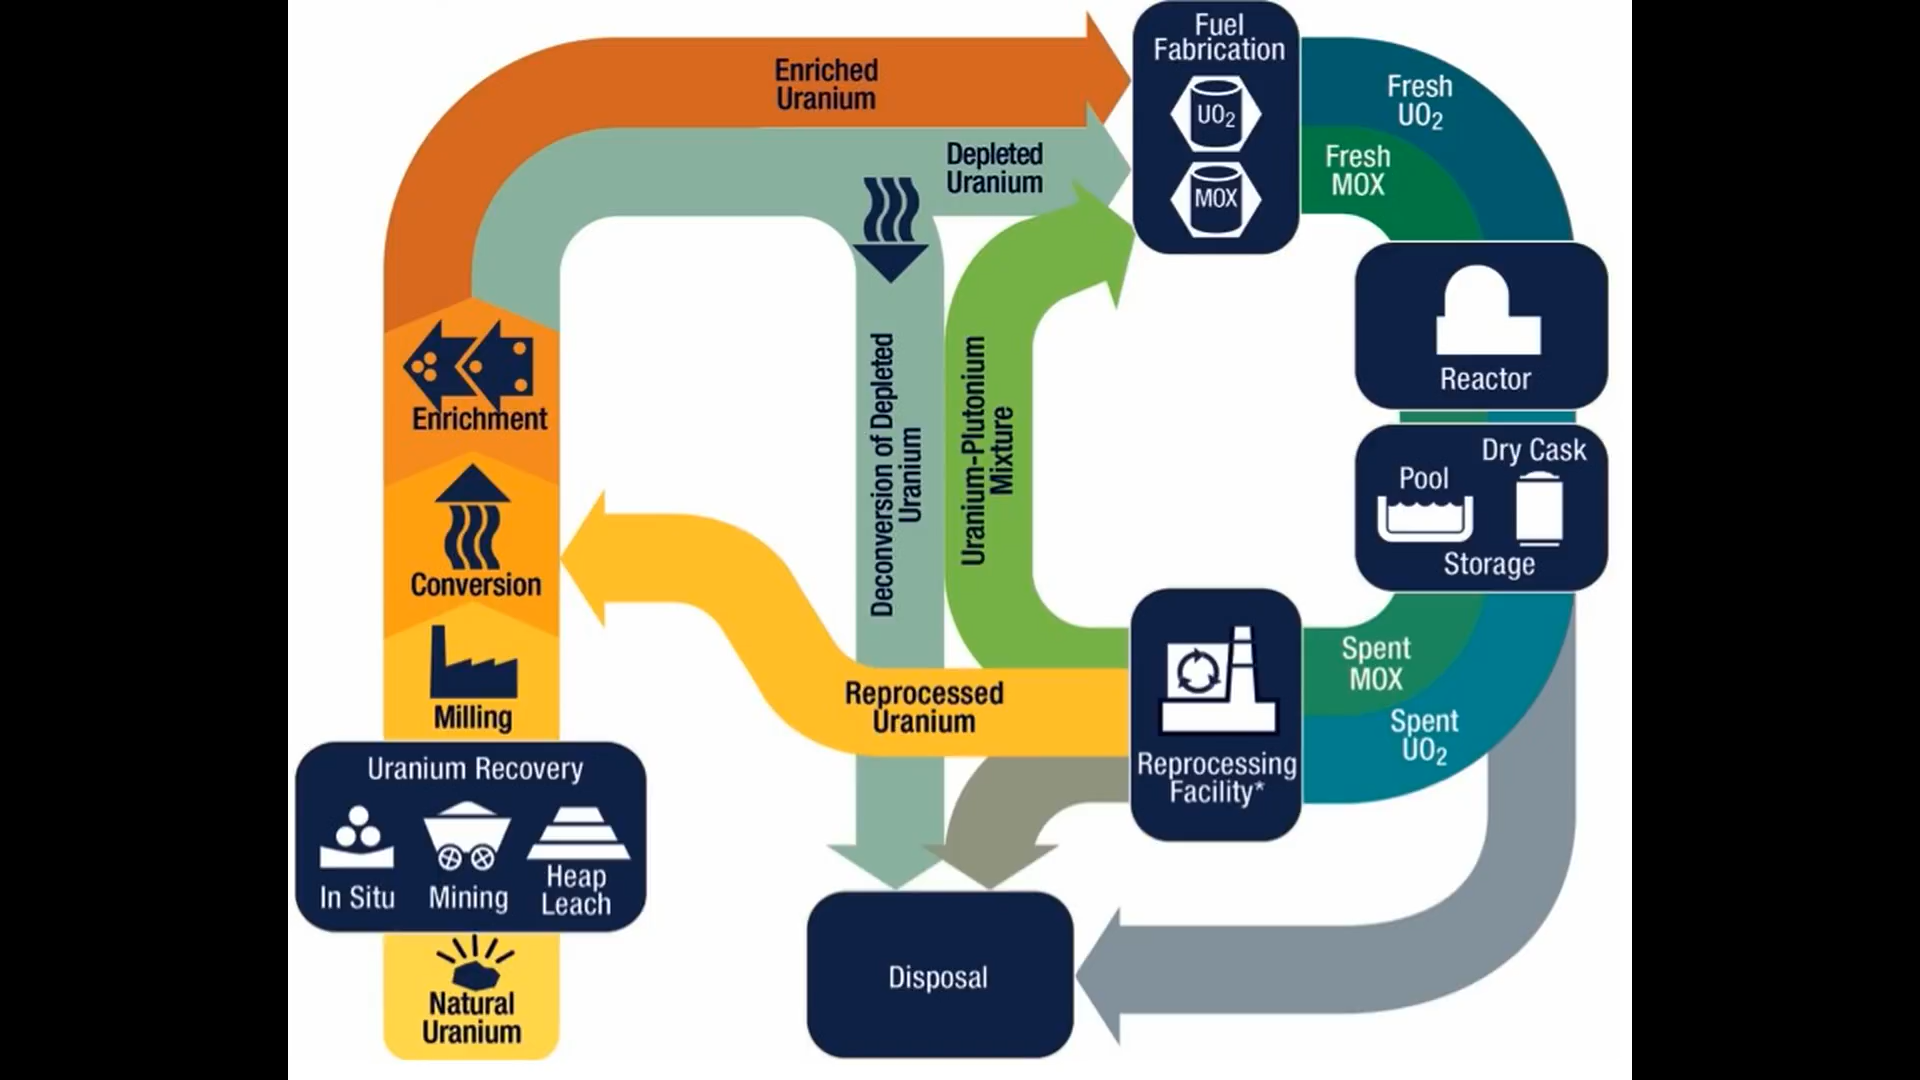 Fuel
Fabrication
UO2
MOX
Enriched
Uranium
Depleted
Uranium
Fresh
UO2
Fresh
MOX
Reactor
Dry Cask
Pool
Storage
Enrichment
Conversion
Milling
Deconversion of Depleted
Uranium
Uranium-Plutonium
Mixture
Reprocessed
Uranium
Reprocessing
Facility*
Spent
MOX
Spent
UO2
Uranium Recovery
In Situ
Mining
Heap
Leach
Natural
Uranium
Disposal